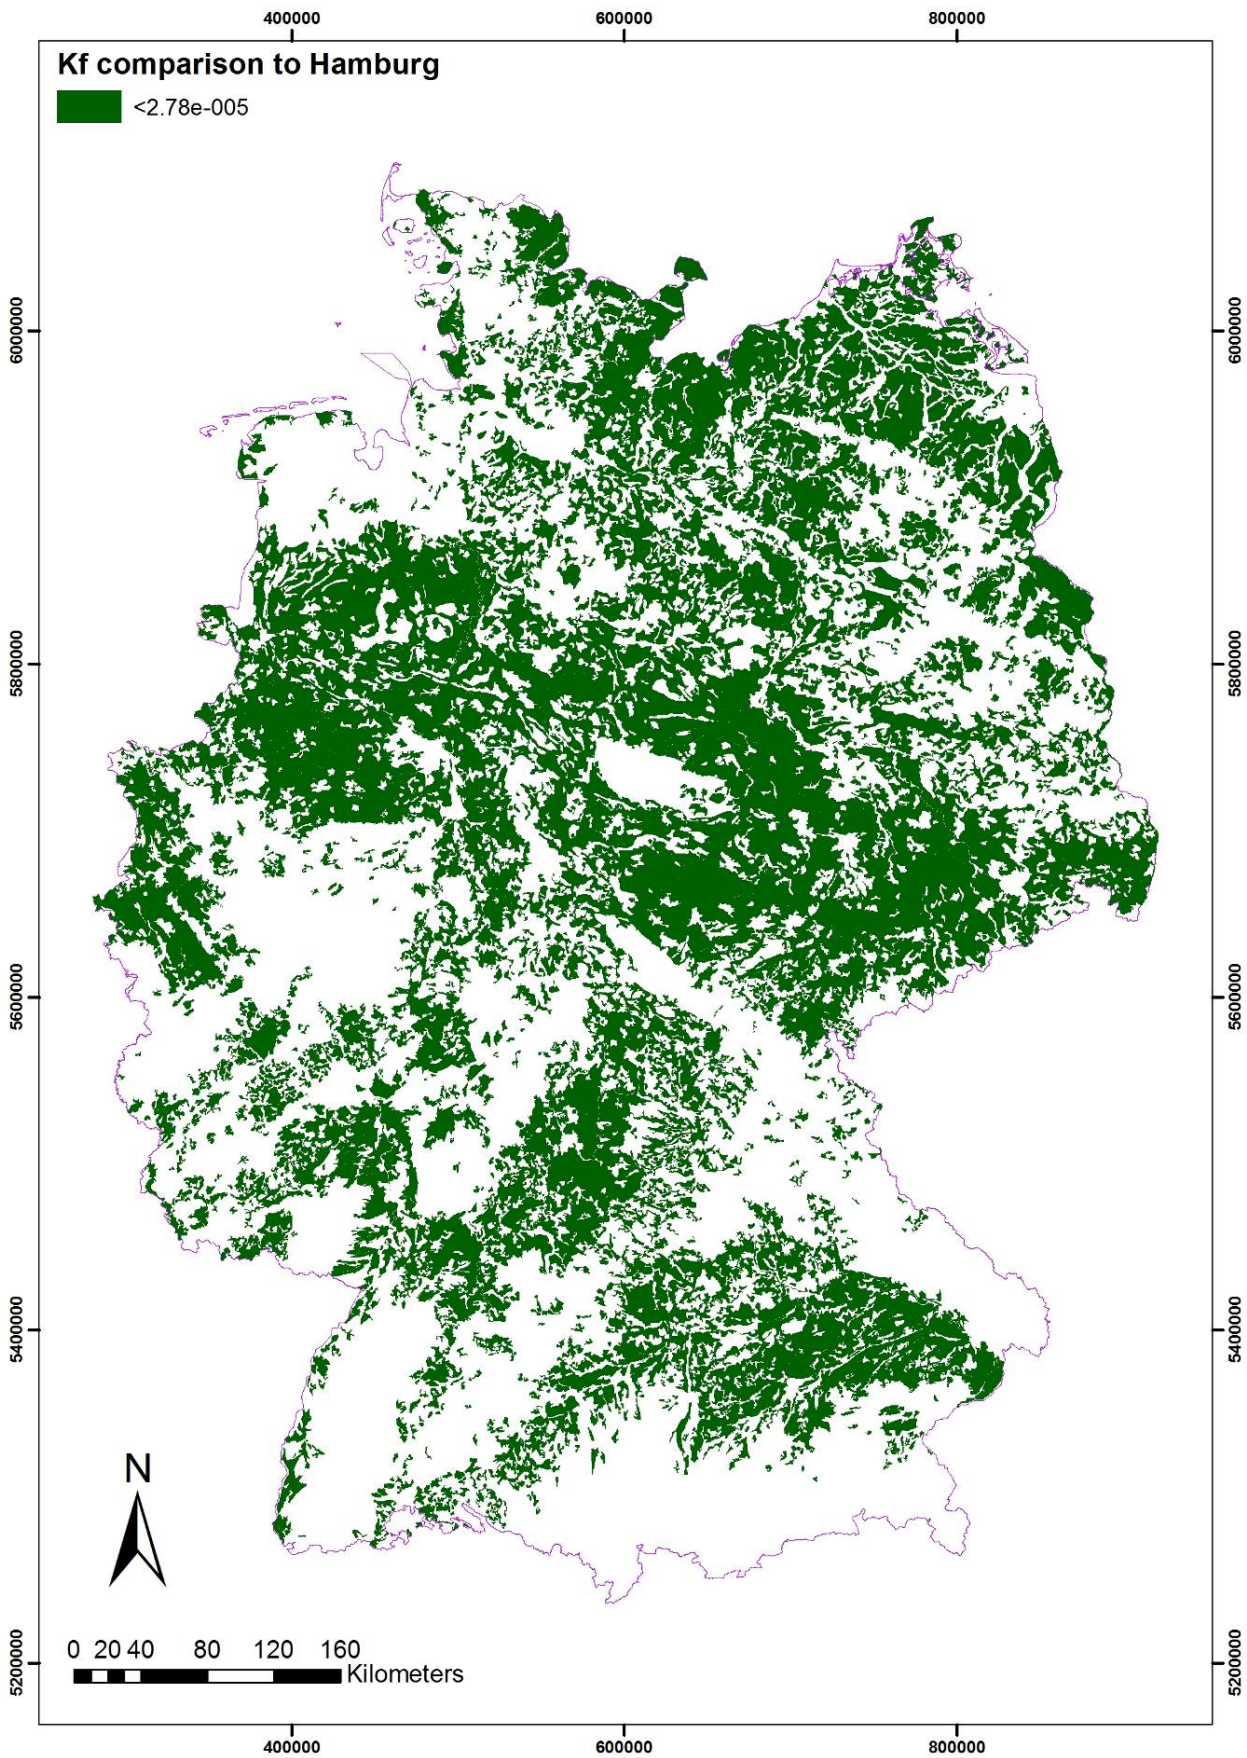 400000 600000 800000
Kf comparison to Hamburg
<2.78e-005
6000000 6000000
5800000 5800000
5600000 5600000
5400000 5400000
N
0 20 40 80 120 160
Kilometers
5200000 5200000
400000 600000 800000